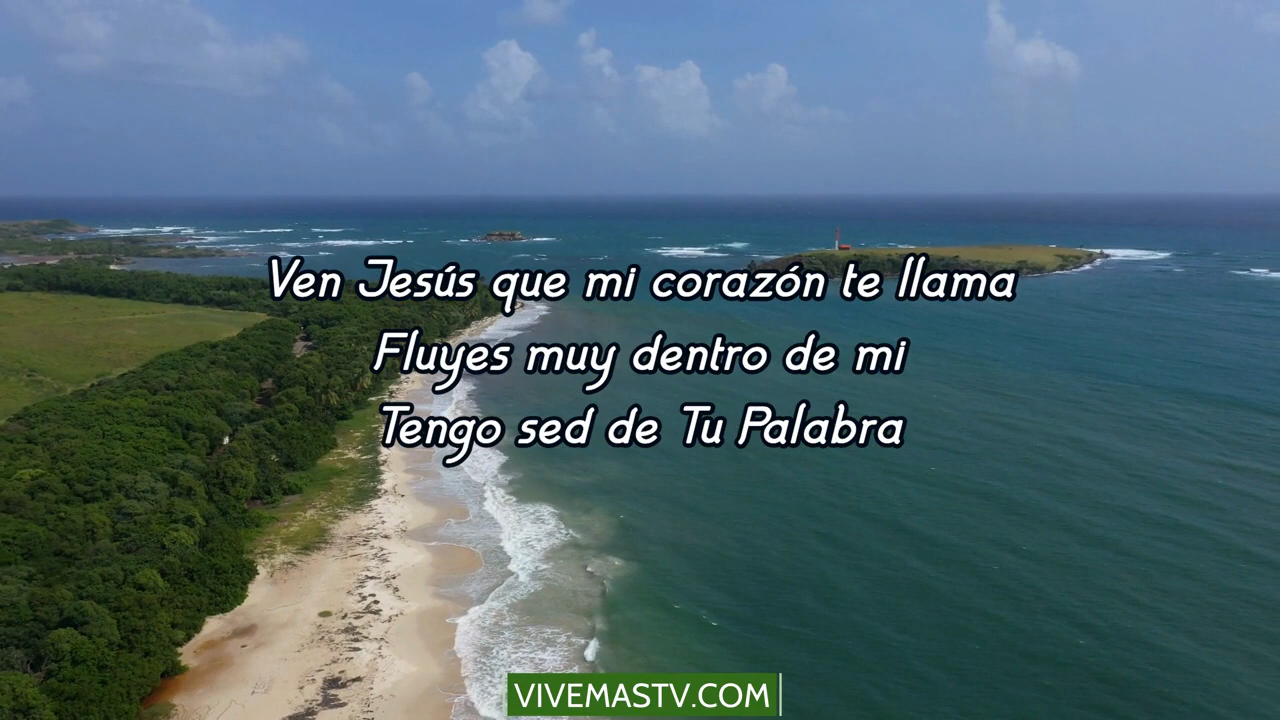 Ven Jesús que mi corazón te llama
Fluyes muy dentro de mi
Tengo sed de Tu Palabra
VIVEMASTV.COM